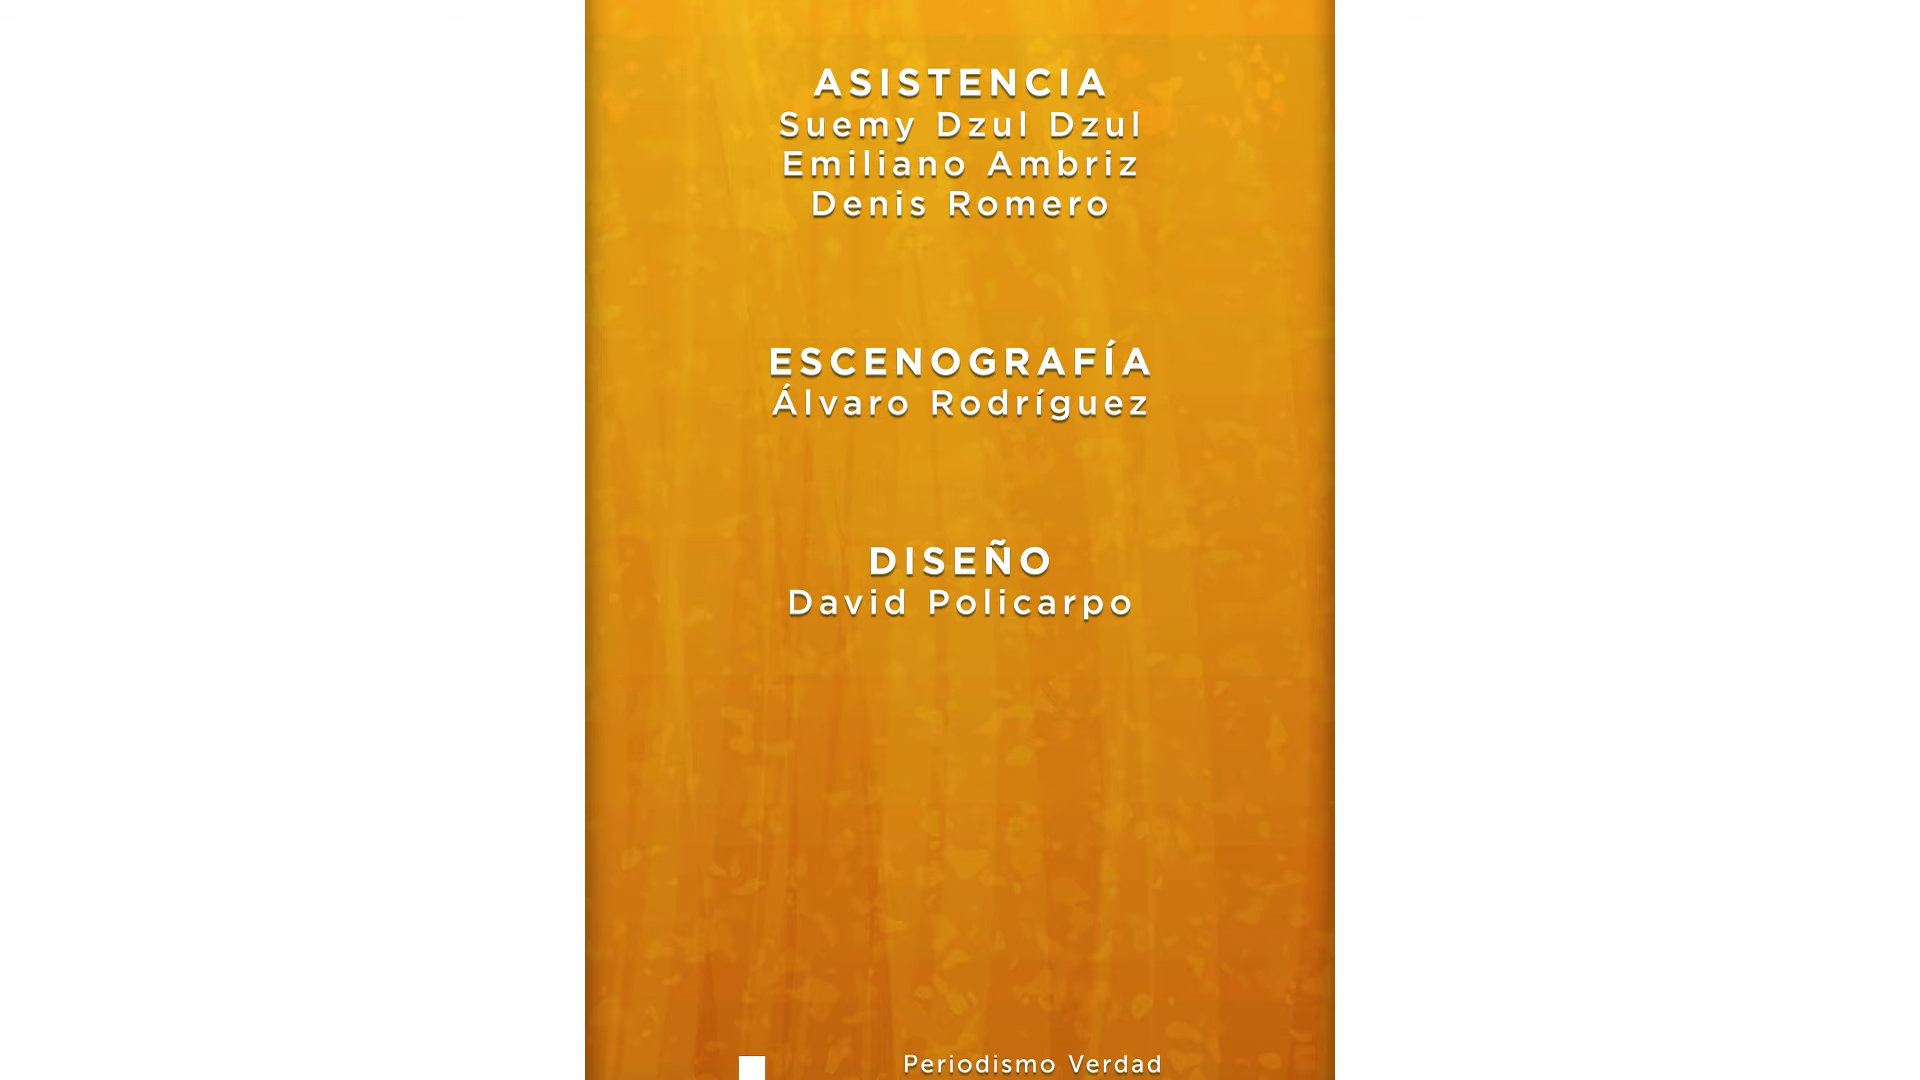 ASISTENCIA
Suemy Dzul Dzul
Emiliano Ambriz
Denis Romero
ESCENOGRAFÍA
Álvaro Rodríguez
DISEÑO
David Policarpo
Periodismo Verdad